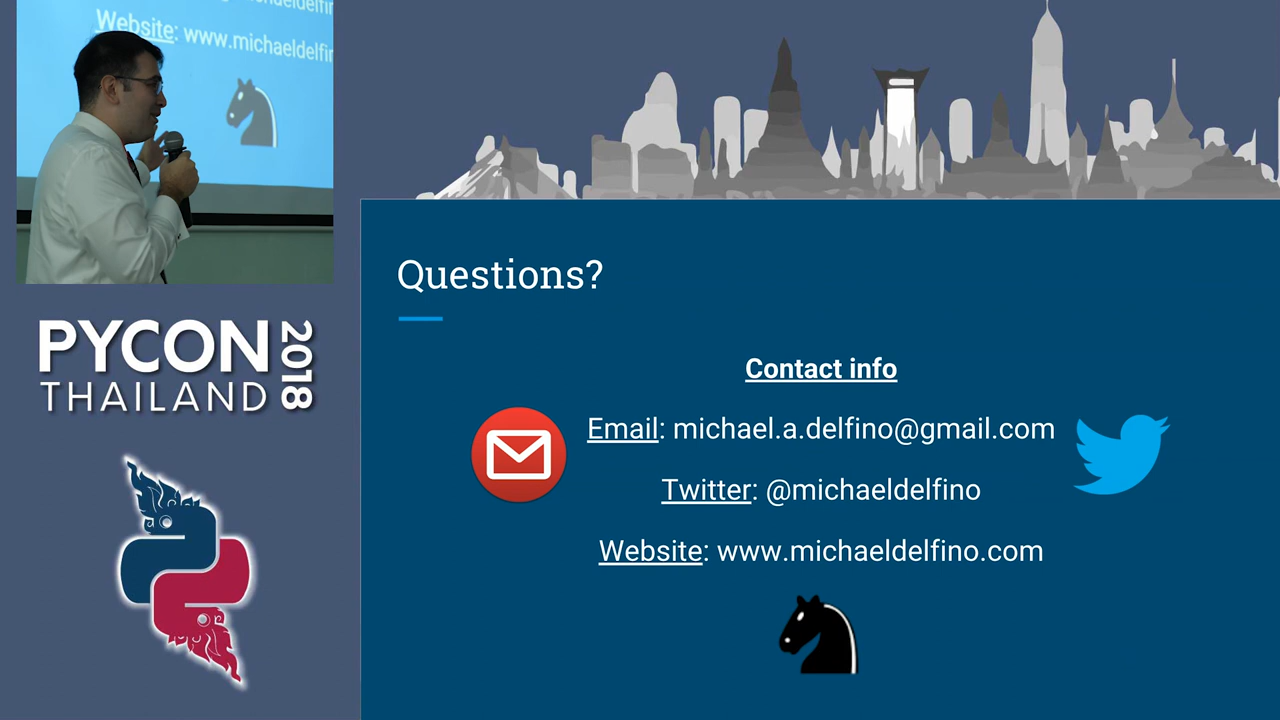 Website: www.michaeldelfin
PYCON 2018
THAILAND
Questions?
Contact info
Email: michael.a.delfino@gmail.com
Twitter: @michaeldelfino
Website: www.michaeldelfino.com